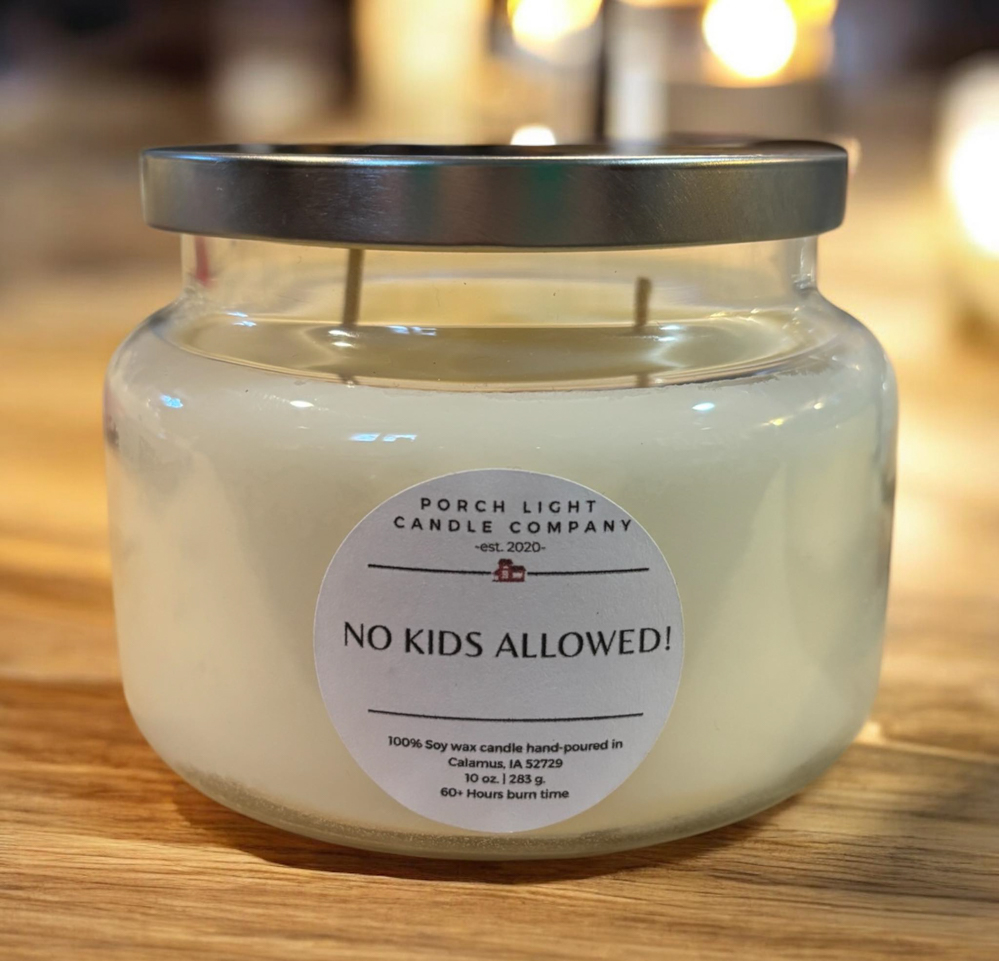 PORCH LIGHT
CANDLE COMPANY
-est. 2020-
NO KIDS ALLOWED!
100% Soy wax candle hand-poured in
Calamus, IA 52729
10 oz. | 283 g.
60+ Hours burn time